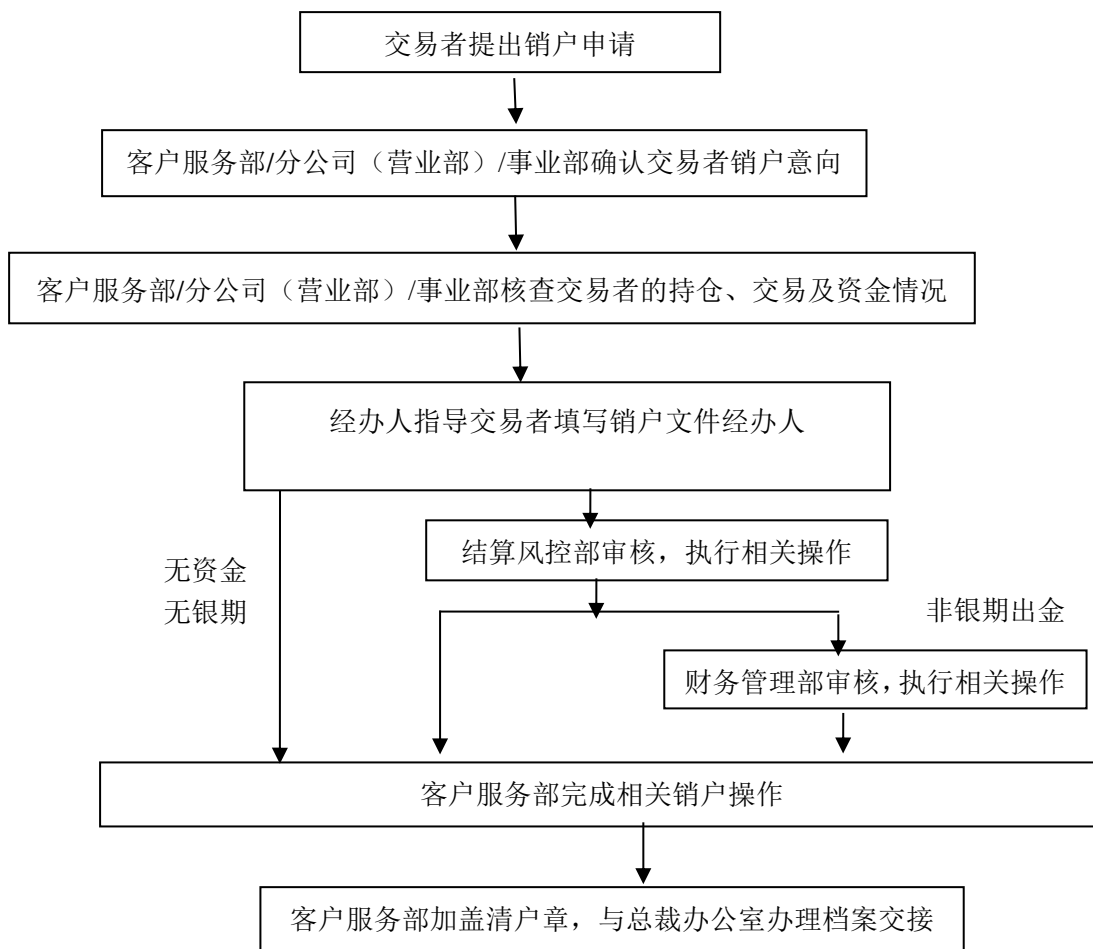 交易者提出销户申请
客户服务部/分公司（营业部）/事业部确认交易者销户意向
客户服务部/分公司（营业部）/事业部核查交易者的持仓、交易及资金情况
经办人指导交易者填写销户文件经办人
结算风控部审核，执行相关操作
无资金
无银期
非银期出金
财务管理部审核，执行相关操作
客户服务部完成相关销户操作
客户服务部加盖清户章，与总裁办公室办理档案交接